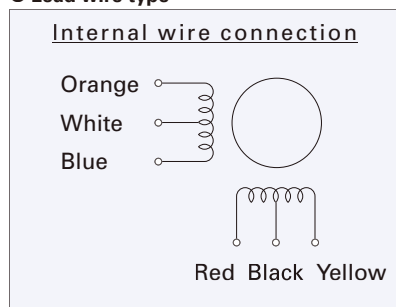 Lead wire type
Internal wire connection
Orange
White
Blue
Red Black Yellow